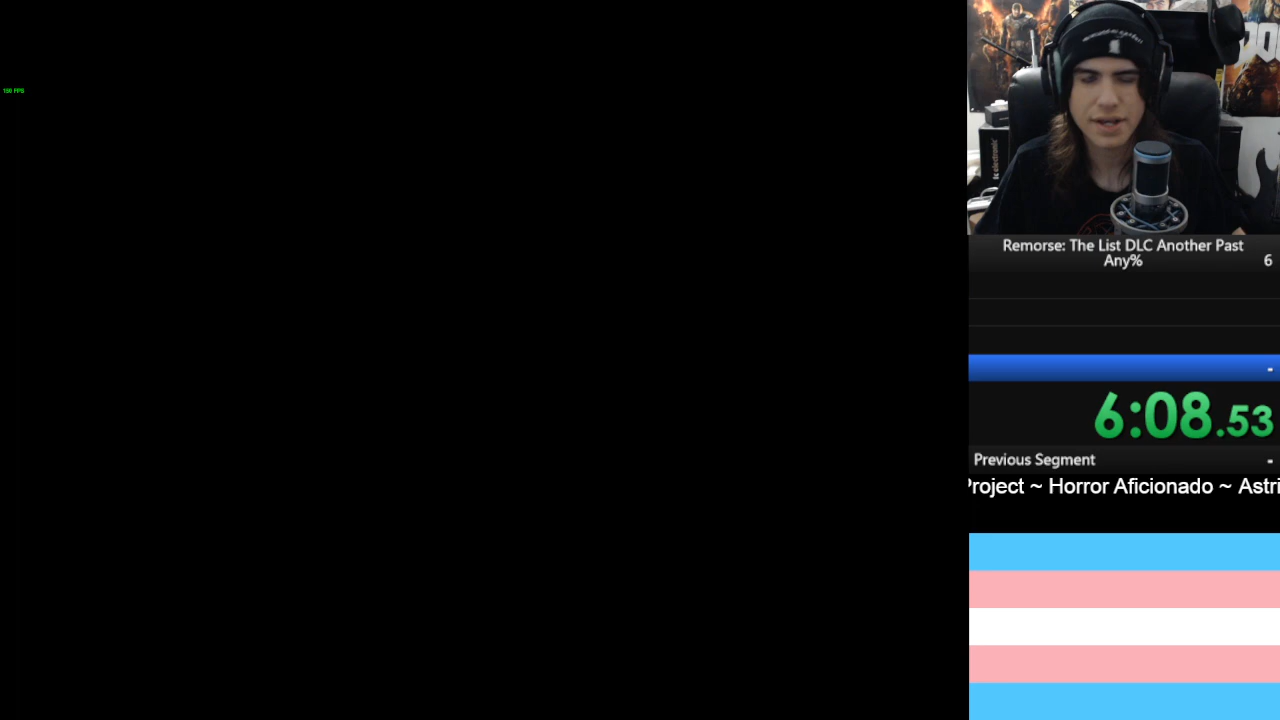 150 FPS
Remorse: The List DLC Another Past
Any%
6
-
6:08.53
Previous Segment
-
Project ~ Horror Aficionado ~ Astri